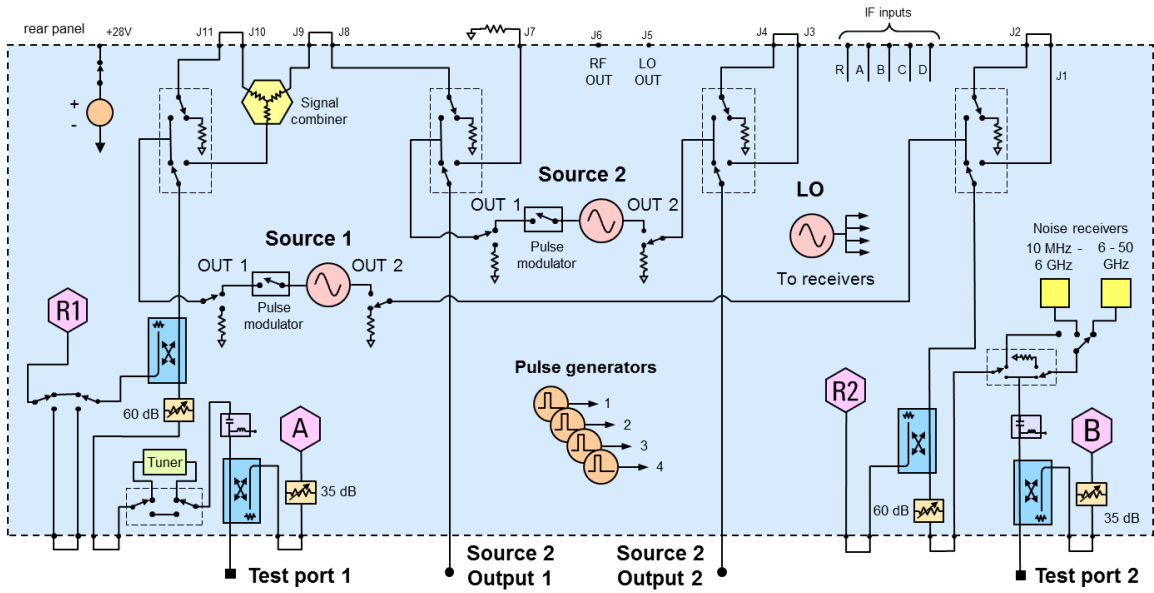 IF inputs
rear panel
+28V
J11
J10
J9
J8
J7
J6
J5
J4
J3
J2
RF
OUT
LO
OUT
R
A
B
C
D
J1
+
-
Signal
combiner
Source 2
LO
OUT 1
OUT 2
Pulse
modulator
Noise receivers
10 MHz -
6 GHz
6 - 50
GHz
Source 1
OUT 1
OUT 2
Pulse
modulator
To receivers
R1
Pulse generators
1
2
3
4
R2
60 dB
A
B
Tuner
35 dB
60 dB
35 dB
Source 2
Output 1
Source 2
Output 2
Test port 1
Test port 2